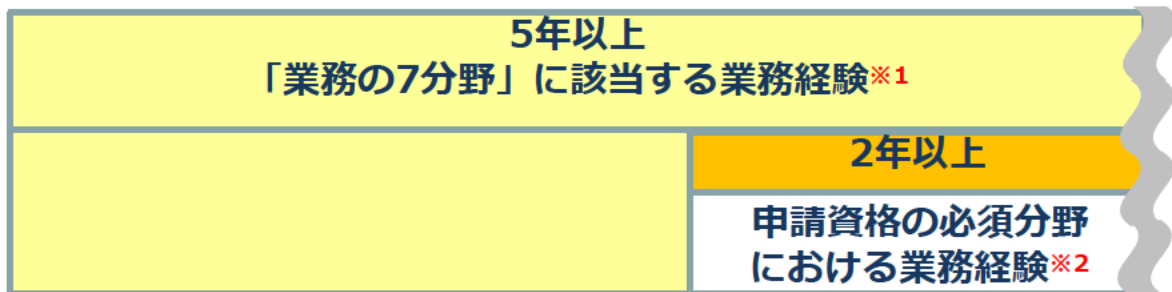 5年以上
「業務の7分野」に該当する業務経験※1
2年以上
申請資格の必須分野
における業務経験※2